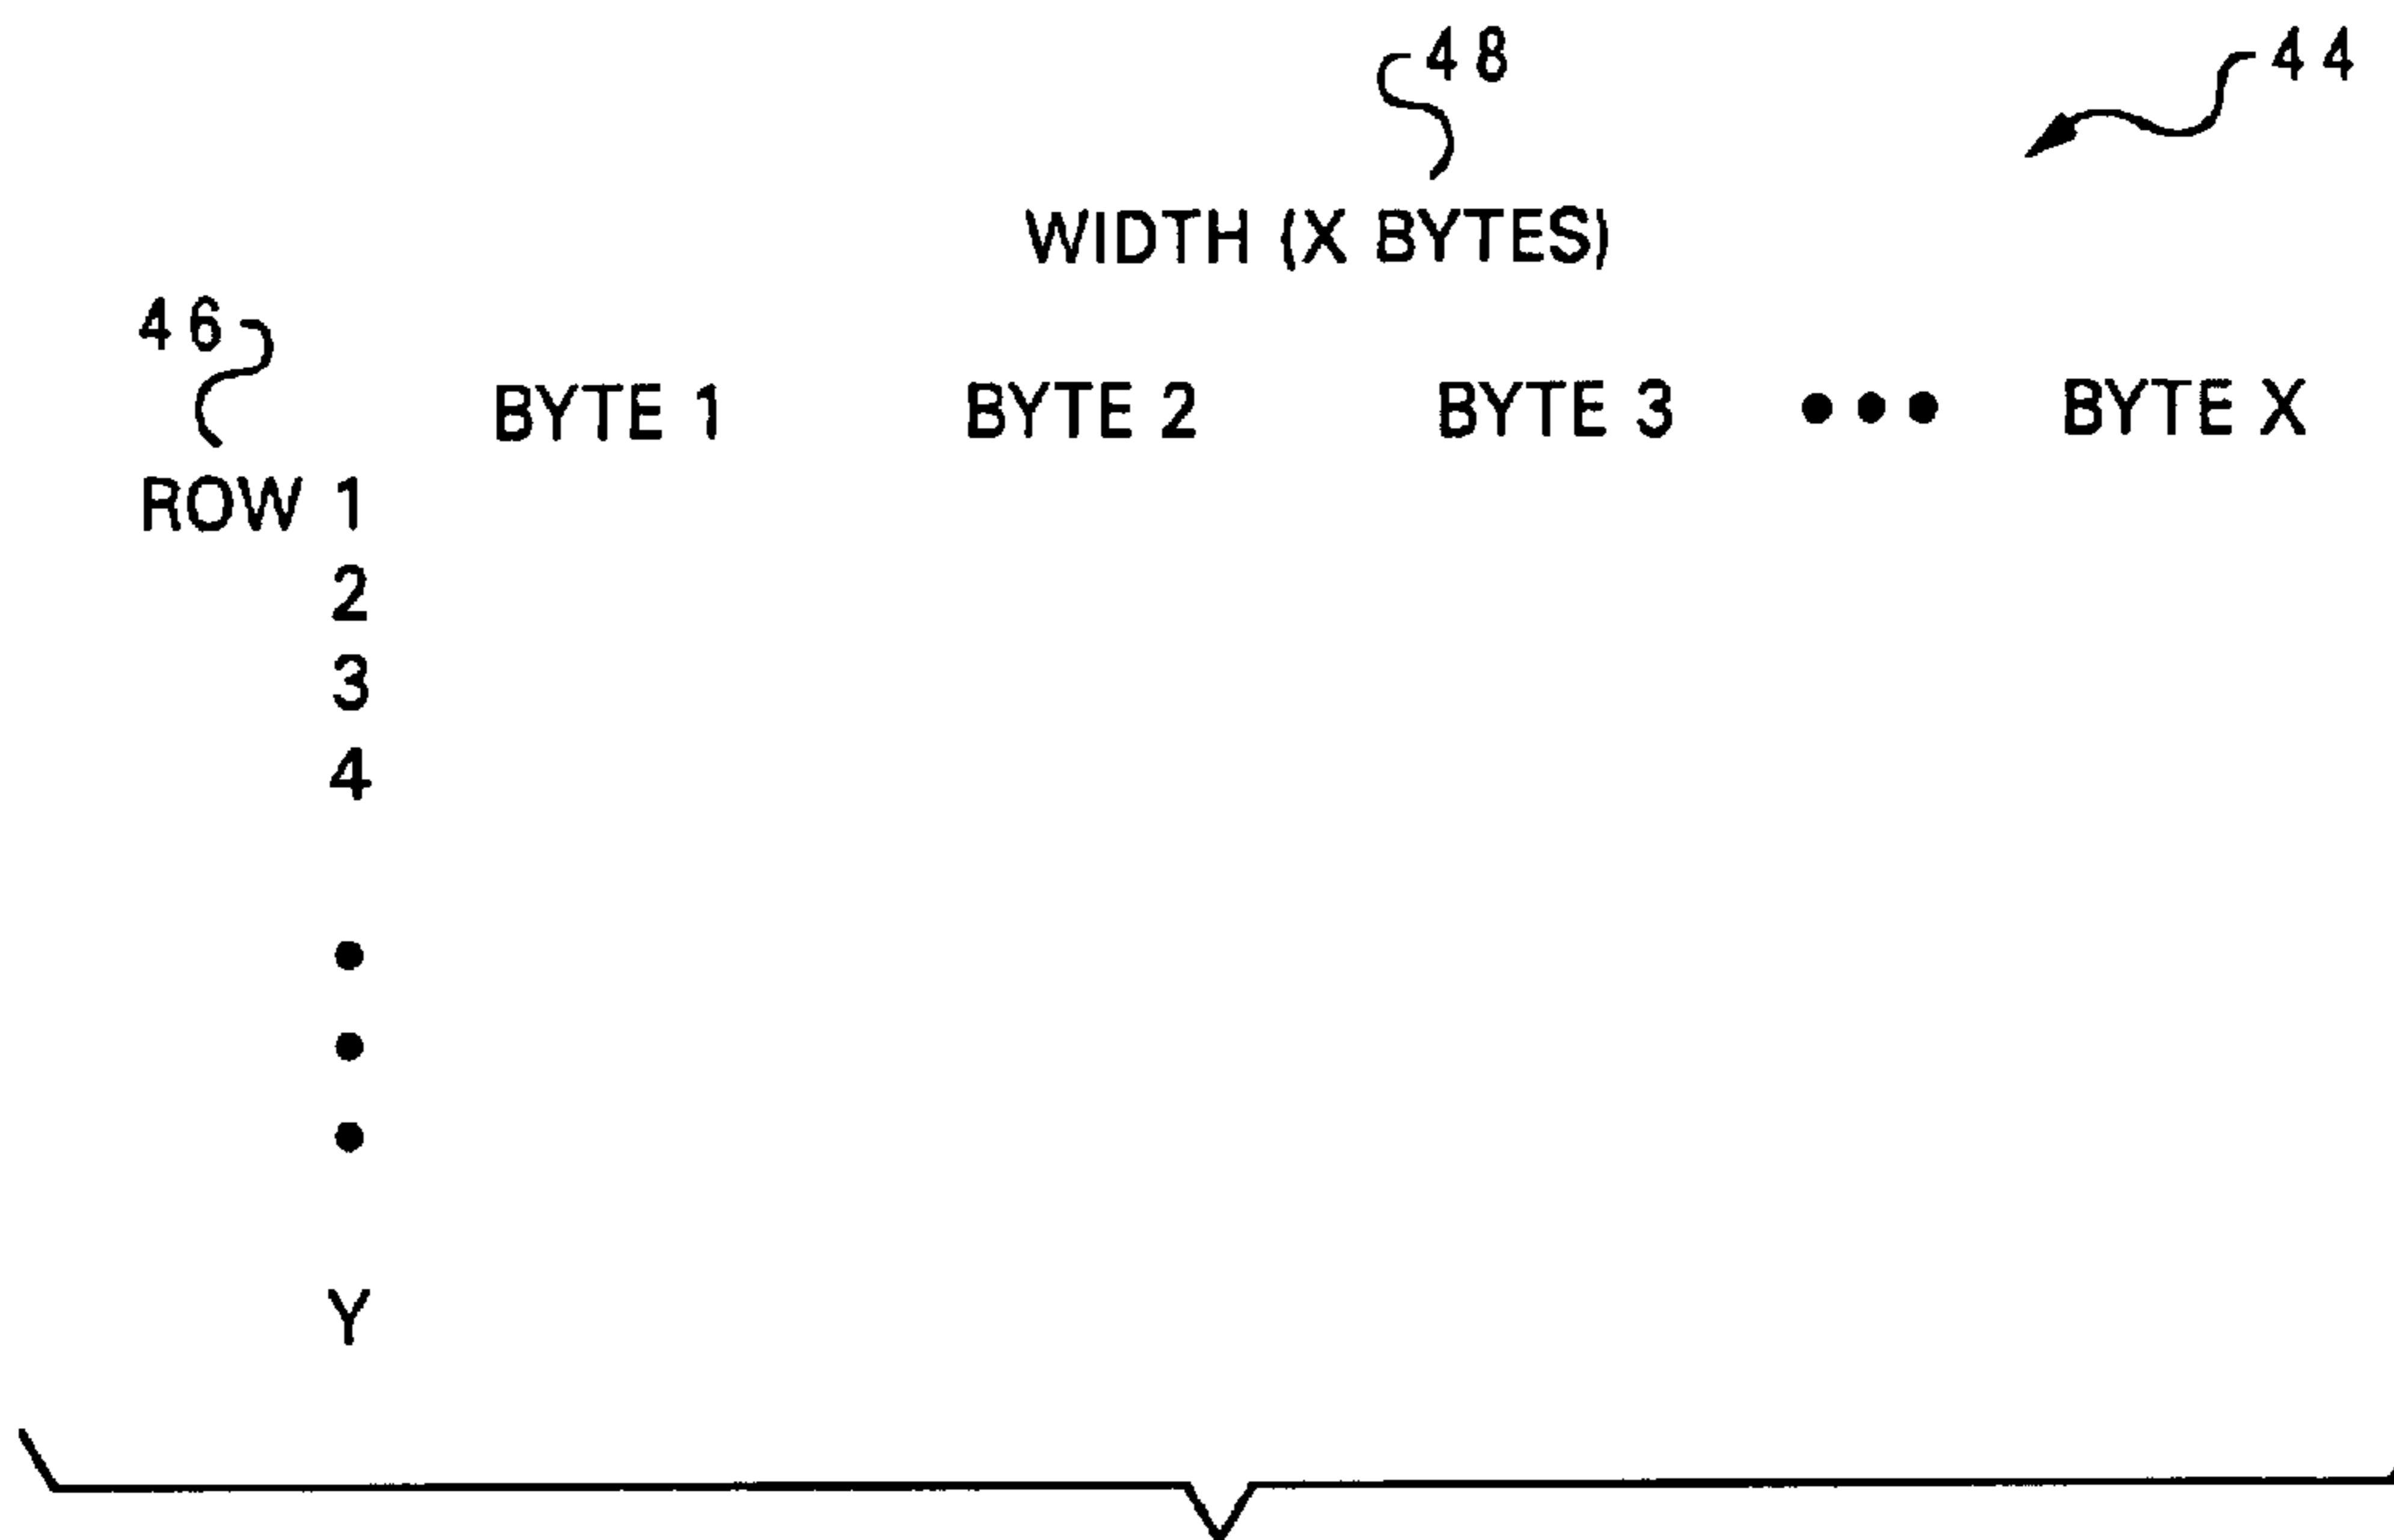 48 44
WIDTH (X BYTES)
46
BYTE 1 BYTE 2 BYTE 3 ••• BYTE X
ROW 1
2
3
4
•
•
•
Y